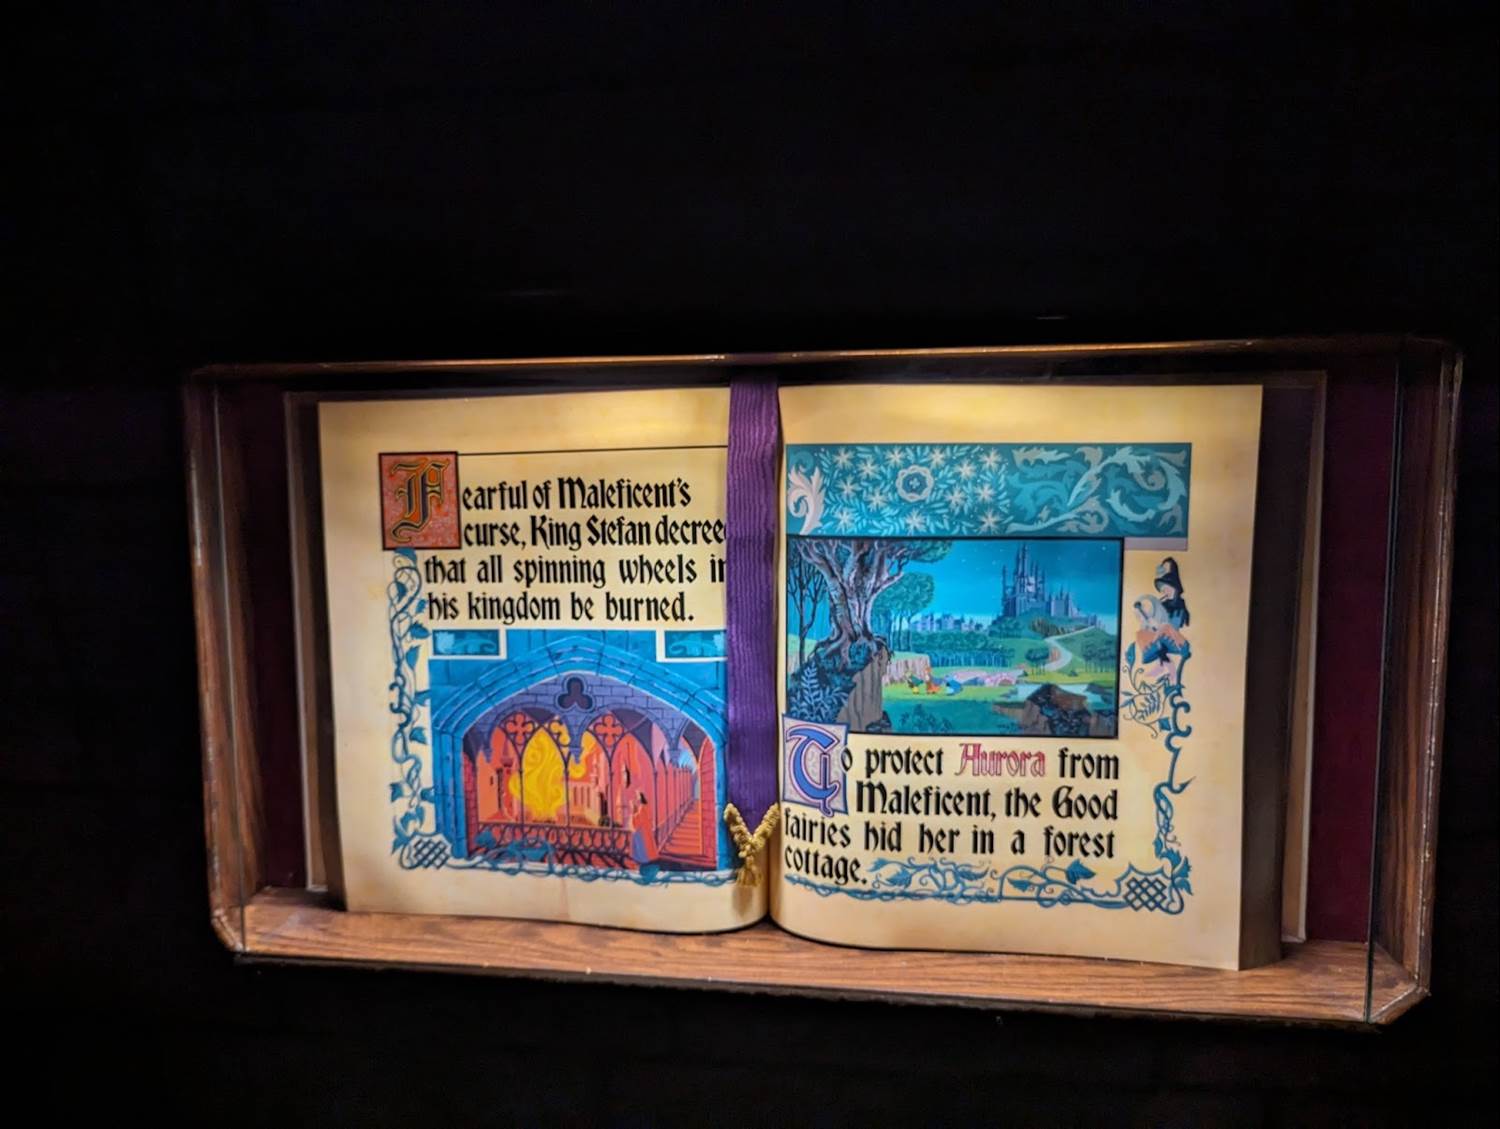 Fearful of Maleficent's
curse, King Stefan decreed
that all spinning wheels in
his kingdom be burned.
To protect Aurora from
Maleficent, the Good
fairies hid her in a forest
cottage.